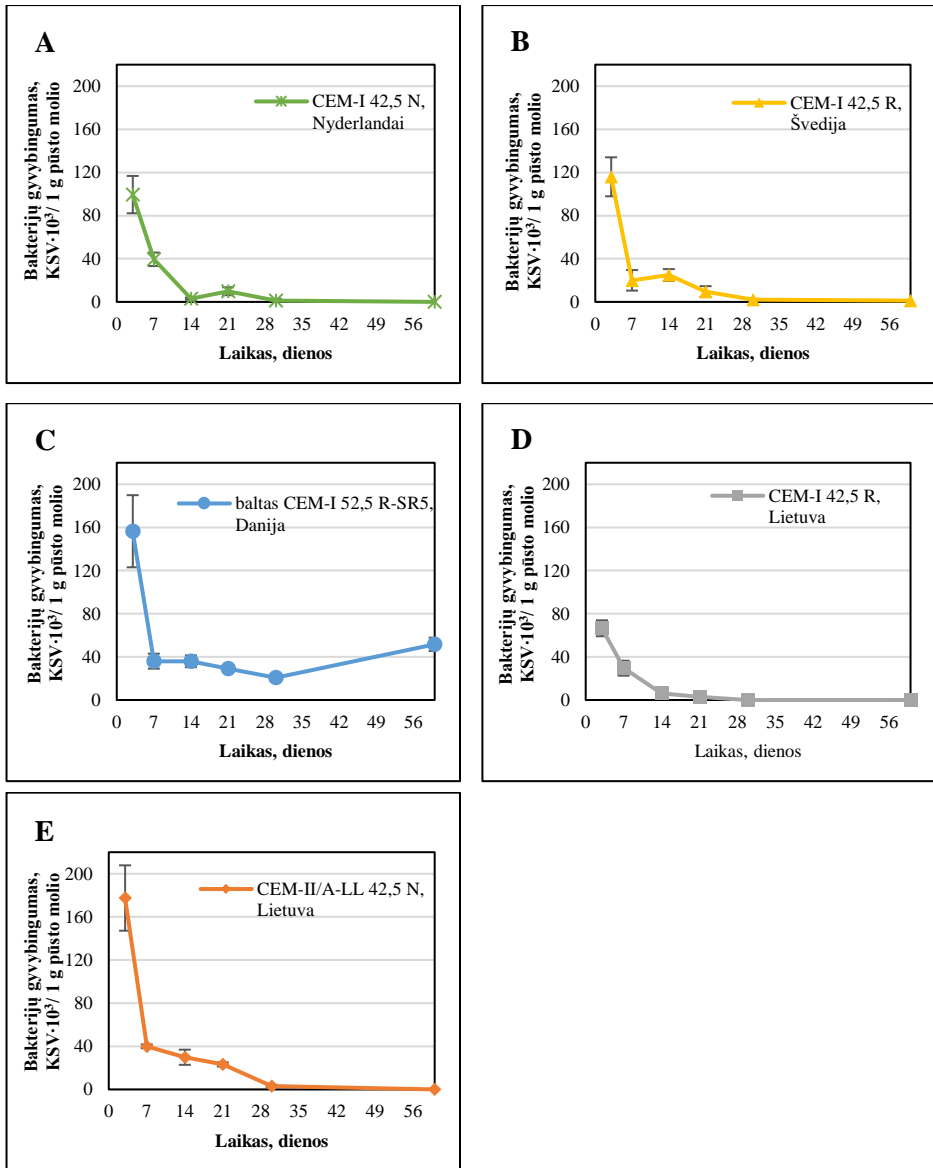 A
Bakterijų gyvybingumas,
KSV·10³/ 1 g pūsto molio
200
160
120
80
40
0
CEM-I 42,5 N,
Nyderlandai
0 7 14 21 28 35 42 49 56
Laikas, dienos
B
Bakterijų gyvybingumas,
KSV·10³/ 1 g pūsto molio
200
160
120
80
40
0
CEM-I 42,5 R,
Švedija
0 7 14 21 28 35 42 49 56
Laikas, dienos
C
Bakterijų gyvybingumas,
KSV·10³/ 1 g pūsto molio
200
160
120
80
40
0
baltas CEM-I 52,5 R-SR5,
Danija
0 7 14 21 28 35 42 49 56
Laikas, dienos
D
Bakterijų gyvybingumas,
KSV·10³/ 1 g pūsto molio
200
160
120
80
40
0
CEM-I 42,5 R,
Lietuva
0 7 14 21 28 35 42 49 56
Laikas, dienos
E
Bakterijų gyvybingumas,
KSV·10³/ 1 g pūsto molio
200
160
120
80
40
0
CEM-II/A-LL 42,5 N,
Lietuva
0 7 14 21 28 35 42 49 56
Laikas, dienos